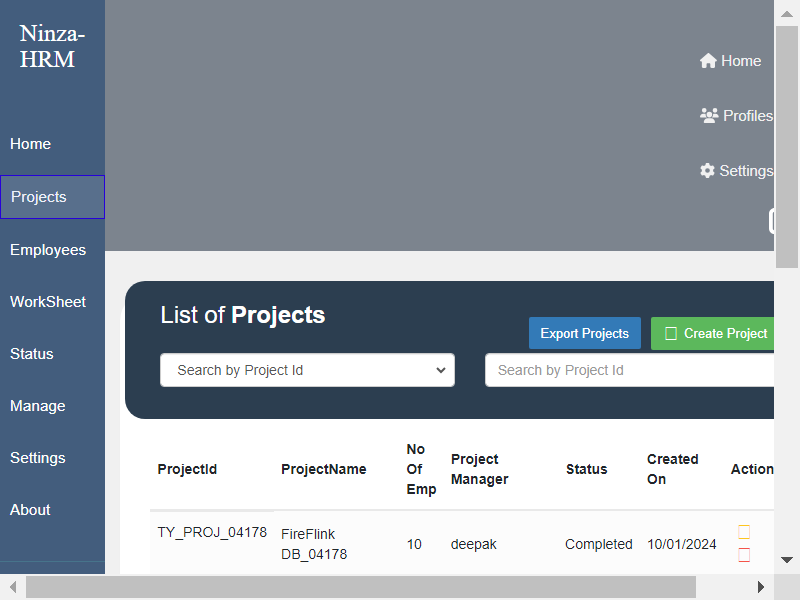 Ninza-
HRM
Home
Projects
Employees
WorkSheet
Status
Manage
Settings
About
Home
Profiles
Settings
List of Projects
Export Projects
Create Project
Search by Project Id
Search by Project Id
ProjectId
ProjectName
No
Of
Emp
Project
Manager
Status
Created
On
Action
TY_PROJ_04178
FireFlink
DB_04178
10
deepak
Completed
10/01/2024